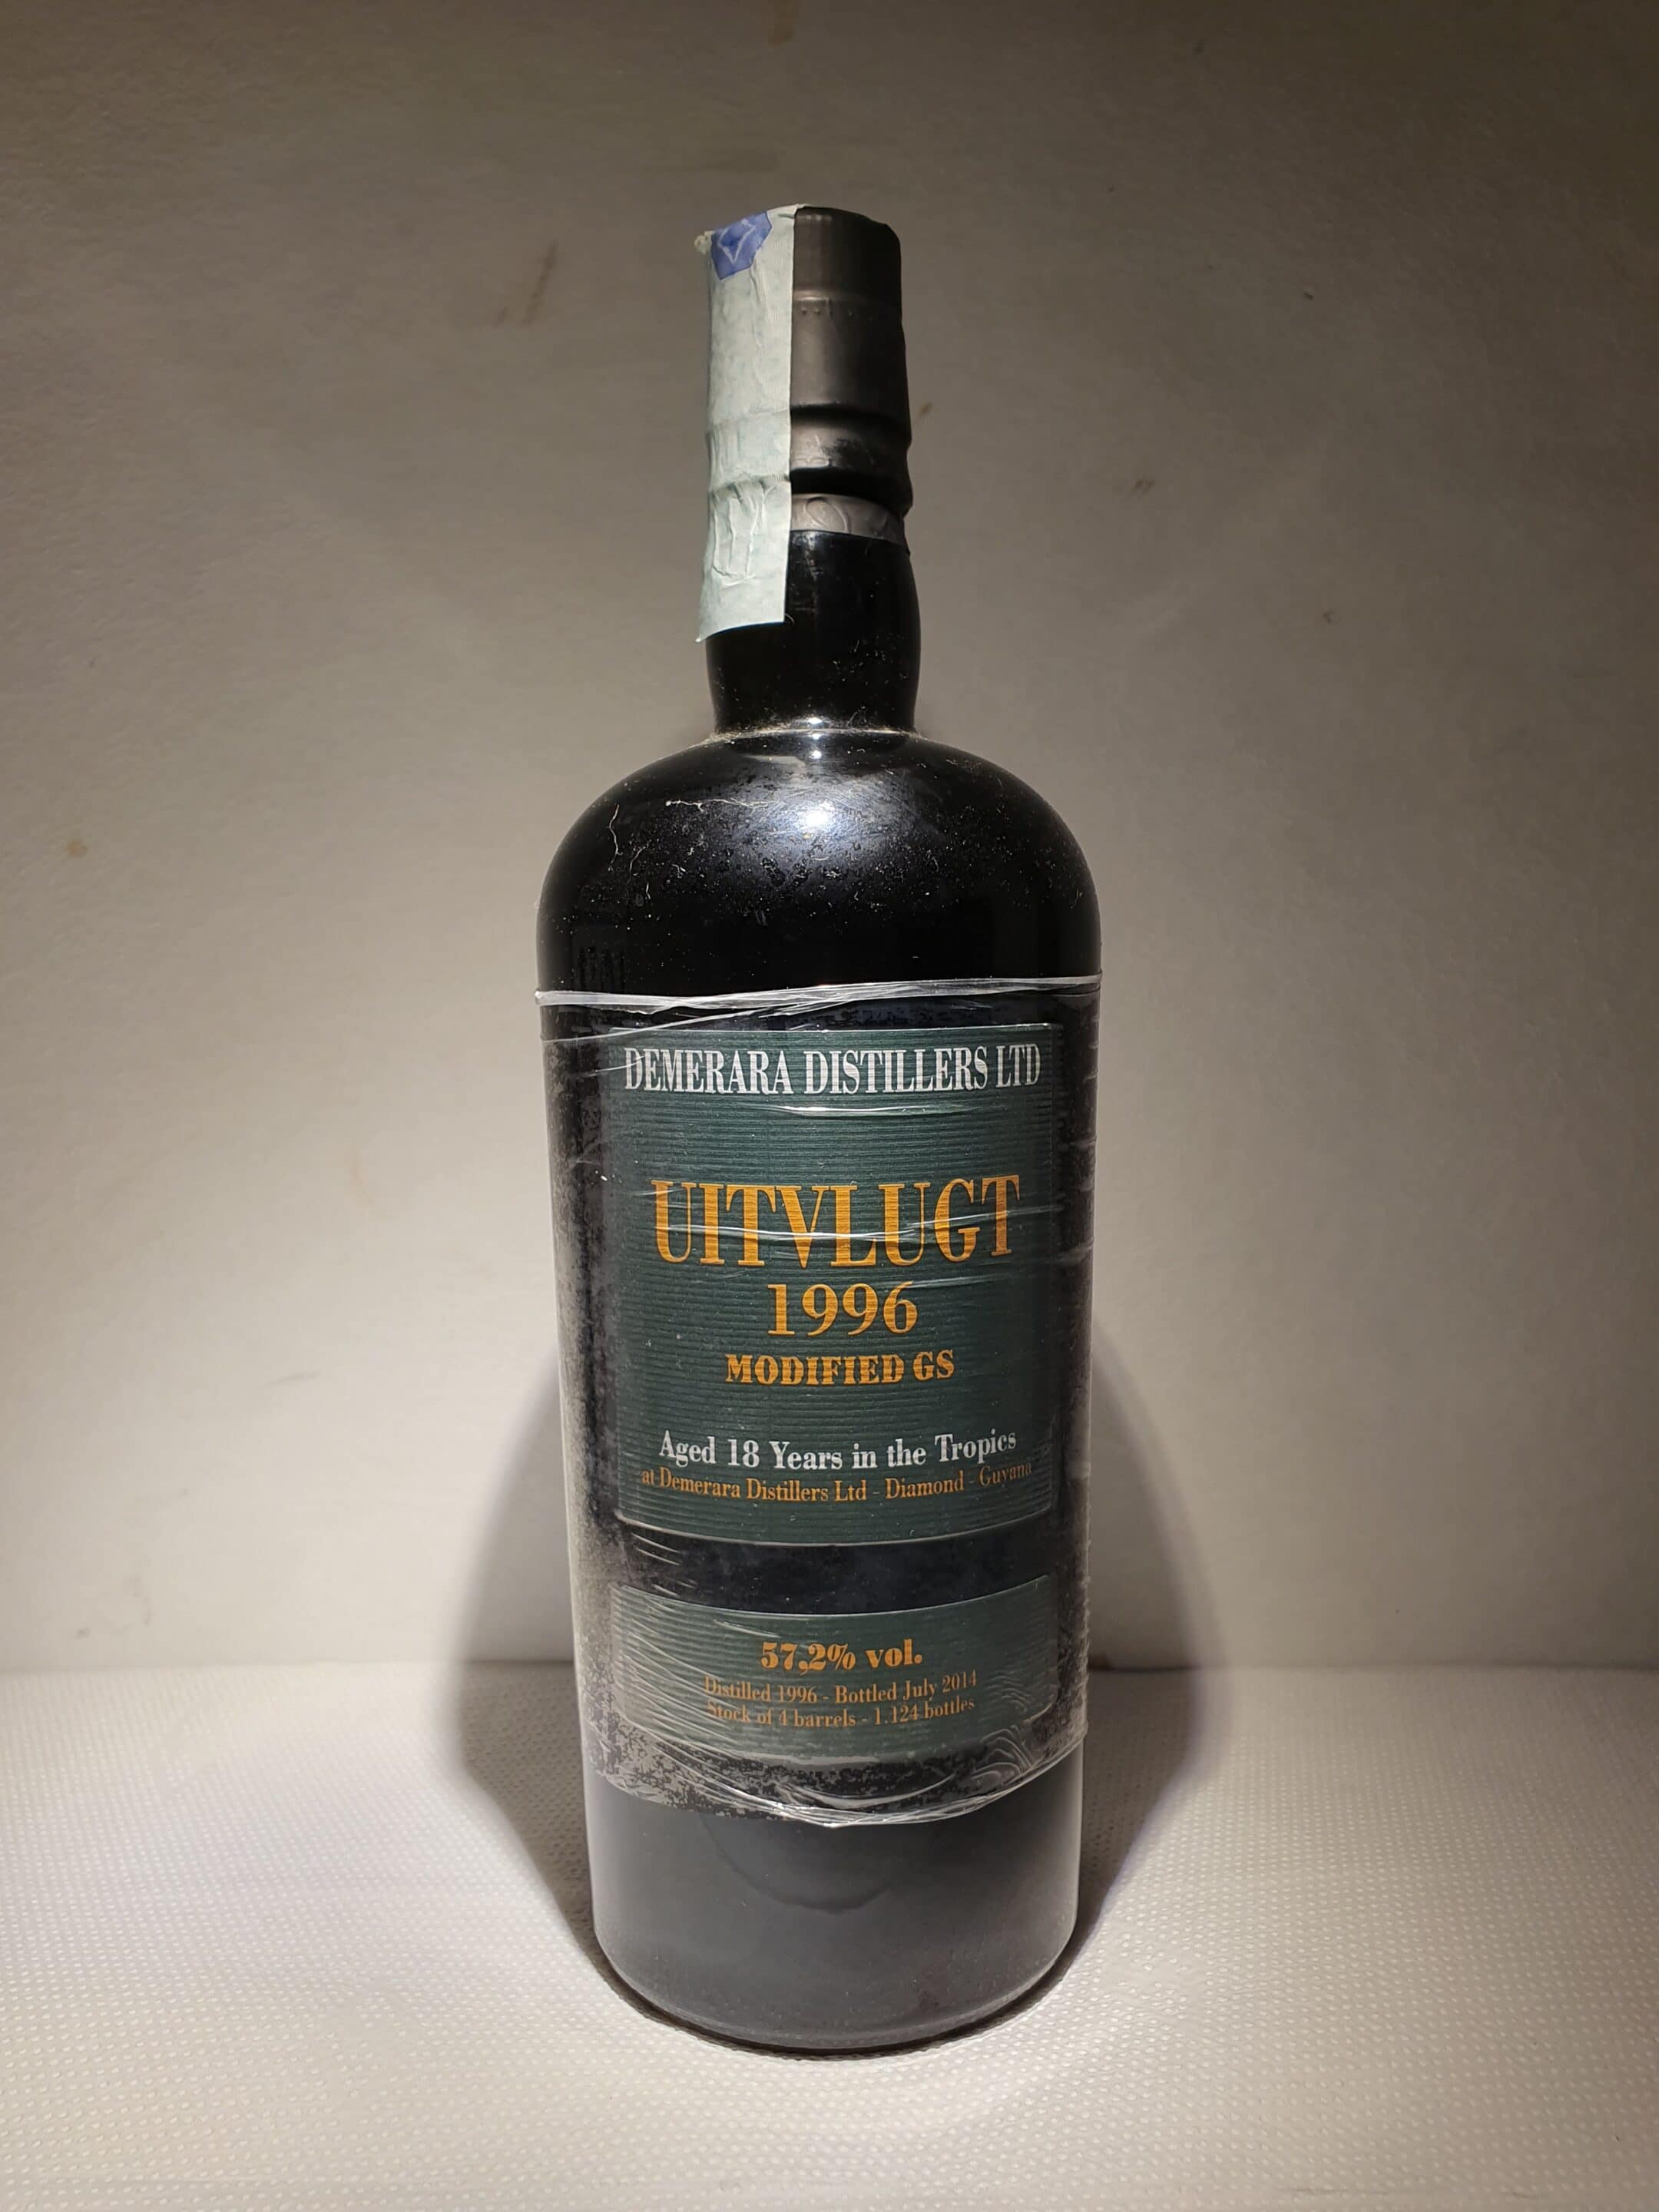 DEMERARA DISTILLERS LTD
UITVLUGT
1996
MODIFIED GS
Aged 18 Years in the Tropics
at Demerara Distillers Ltd - Diamond - Guyana
57,2% vol.
Distilled 1996 - Bottled July 2014
Stock of 4 barrels - 1.124 bottles